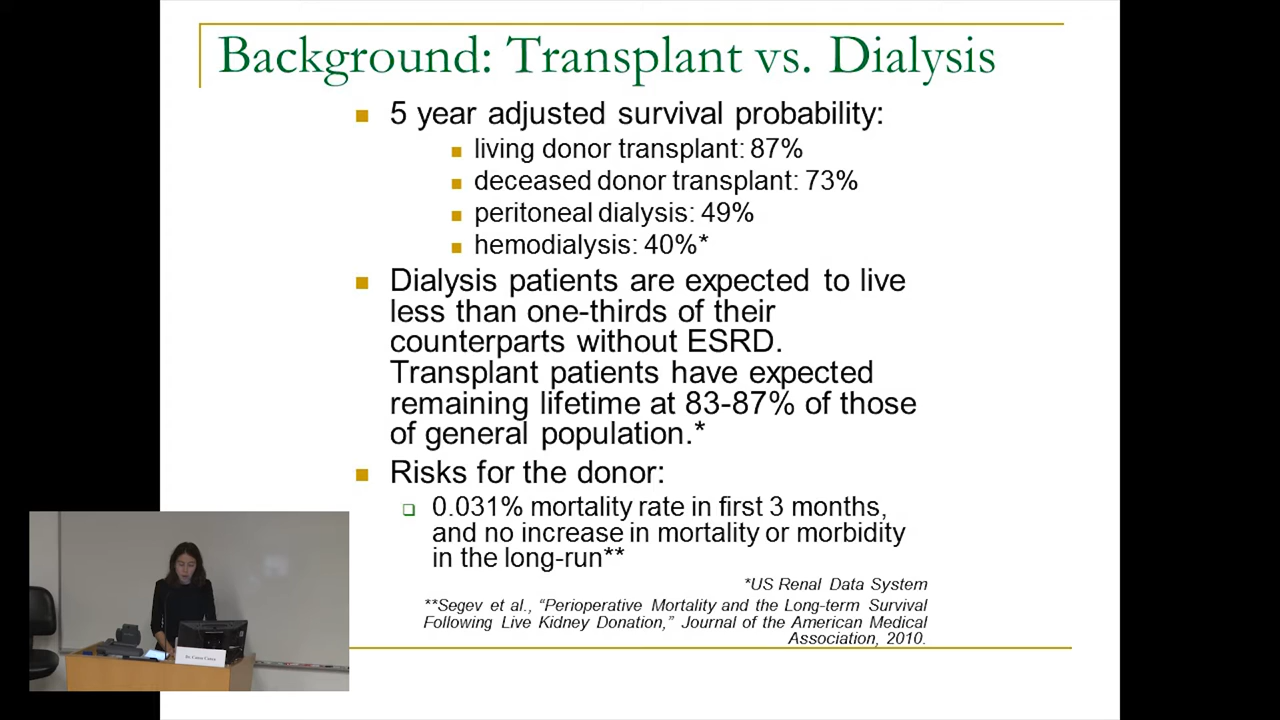 Background: Transplant vs. Dialysis
5 year adjusted survival probability:
living donor transplant: 87%
deceased donor transplant: 73%
peritoneal dialysis: 49%
hemodialysis: 40%*
Dialysis patients are expected to live
less than one-thirds of their
counterparts without ESRD.
Transplant patients have expected
remaining lifetime at 83-87% of those
of general population.*
Risks for the donor:
0.031% mortality rate in first 3 months,
and no increase in mortality or morbidity
in the long-run**
*US Renal Data System
**Segev et al., “Perioperative Mortality and the Long-term Survival
Following Live Kidney Donation,” Journal of the American Medical
Association, 2010.